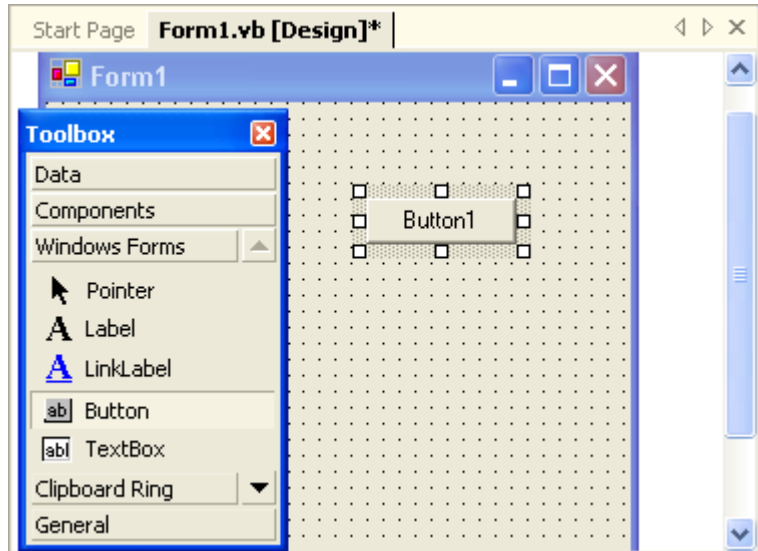 Start Page Form1.vb [Design]*
Form1
Toolbox
Data
Components
Windows Forms
Pointer
A Label
A LinkLabel
ab Button
abl TextBox
Clipboard Ring
General
Button1